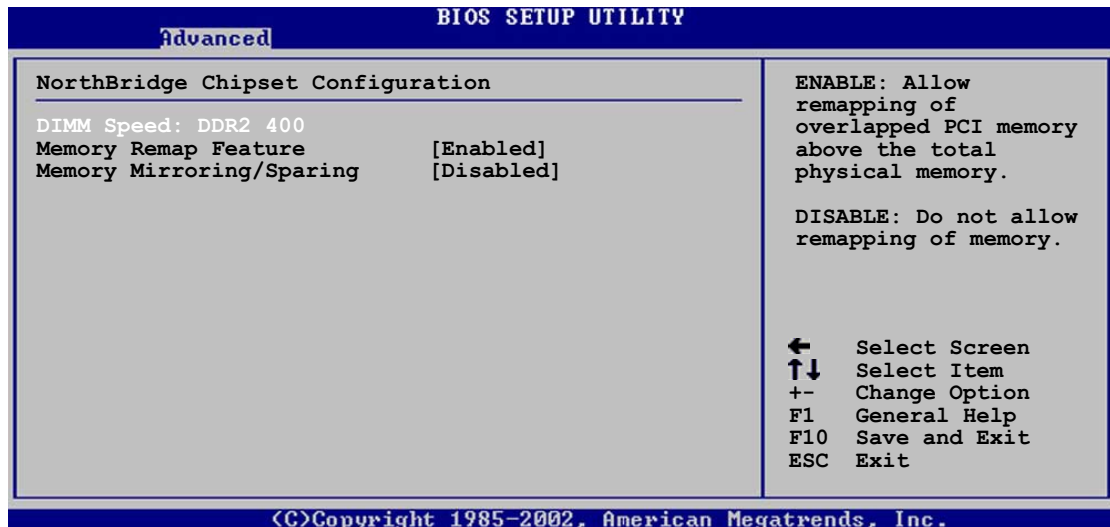 BIOS SETUP UTILITY
Advanced
NorthBridge Chipset Configuration
DIMM Speed: DDR2 400
Memory Remap Feature [Enabled]
Memory Mirroring/Sparing [Disabled]
ENABLE: Allow
remapping of
overlapped PCI memory
above the total
physical memory.
DISABLE: Do not allow
remapping of memory.
← Select Screen
↑↓ Select Item
+- Change Option
F1 General Help
F10 Save and Exit
ESC Exit
(C)Copyright 1985-2002, American Megatrends, Inc.